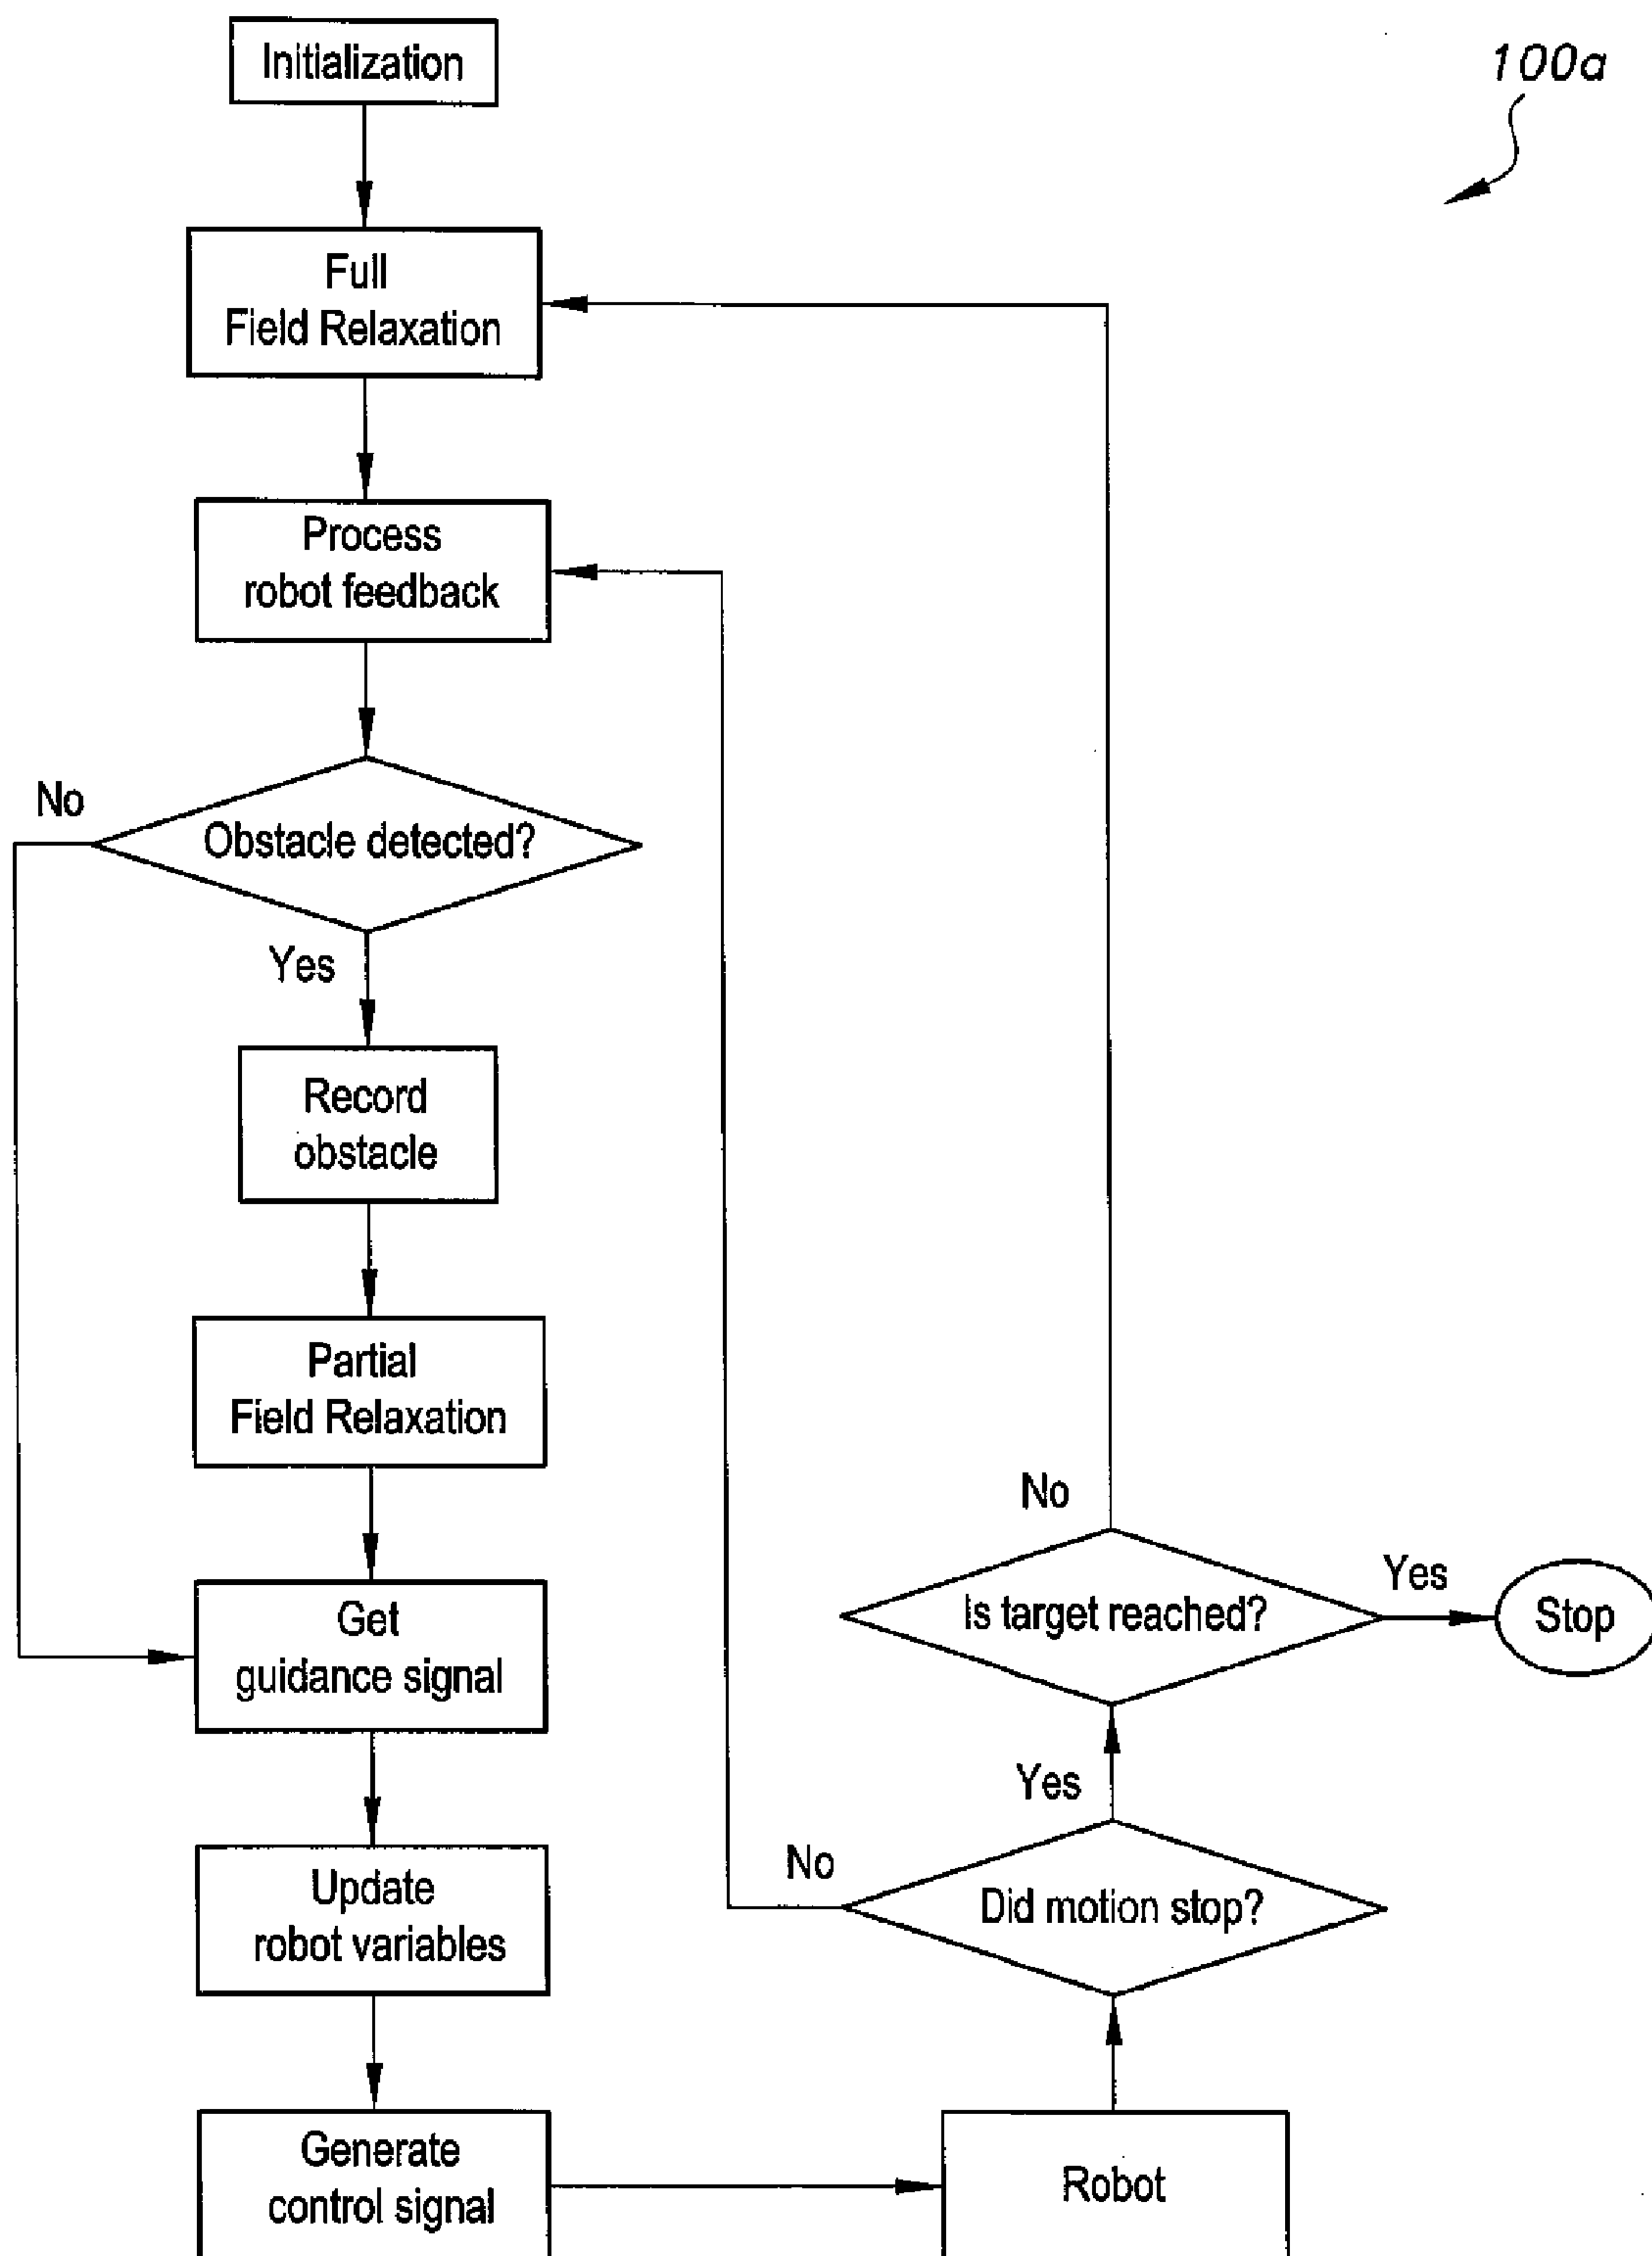 Initialization
100a
Full
Field Relaxation
Process
robot feedback
No
Obstacle detected?
Yes
Record
obstacle
Partial
Field Relaxation
Get
guidance signal
No
Is target reached?
Yes
Stop
Yes
Update
robot variables
No
Did motion stop?
Generate
control signal
Robot